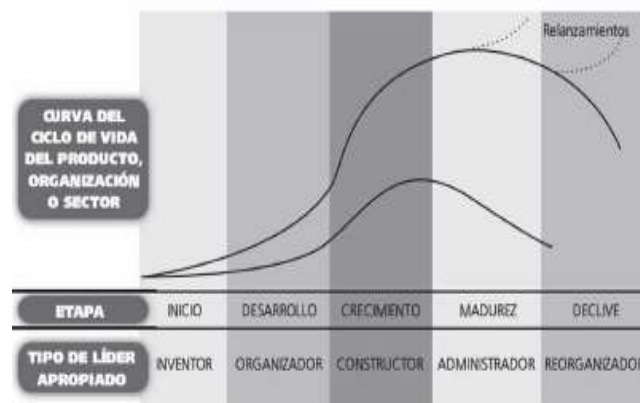 Relanzamientos
CURVA DEL
CICLO DE VIDA
DEL PRODUCTO,
ORGANIZACIÓN
O SECTOR
ETAPA
INICIO
DESARROLLO
CRECIMIENTO
MADUREZ
DECLIVE
TIPO DE LÍDER
APROPIADO
INVENTOR
ORGANIZADOR
CONSTRUCTOR
ADMINISTRADOR
REORGANIZADOR